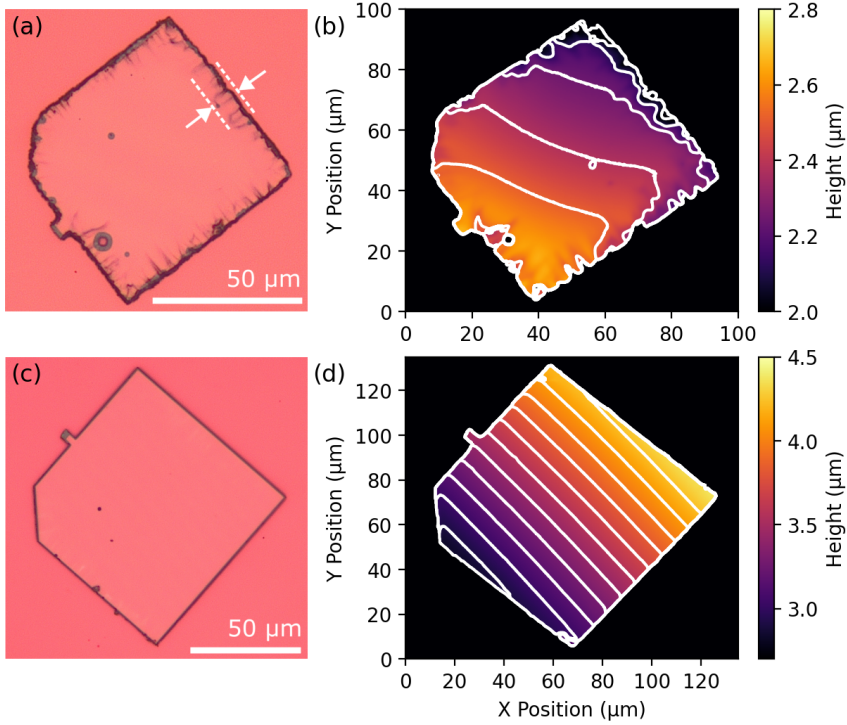 (a)
50 µm
(b)
100
80
60
40
20
0
0 20 40 60 80 100
Y Position (µm)
2.8
2.6
2.4
2.2
2.0
Height (µm)
(c)
50 µm
(d)
120
100
80
60
40
20
0
0 20 40 60 80 100 120
Y Position (µm)
X Position (µm)
4.5
4.0
3.5
3.0
Height (µm)